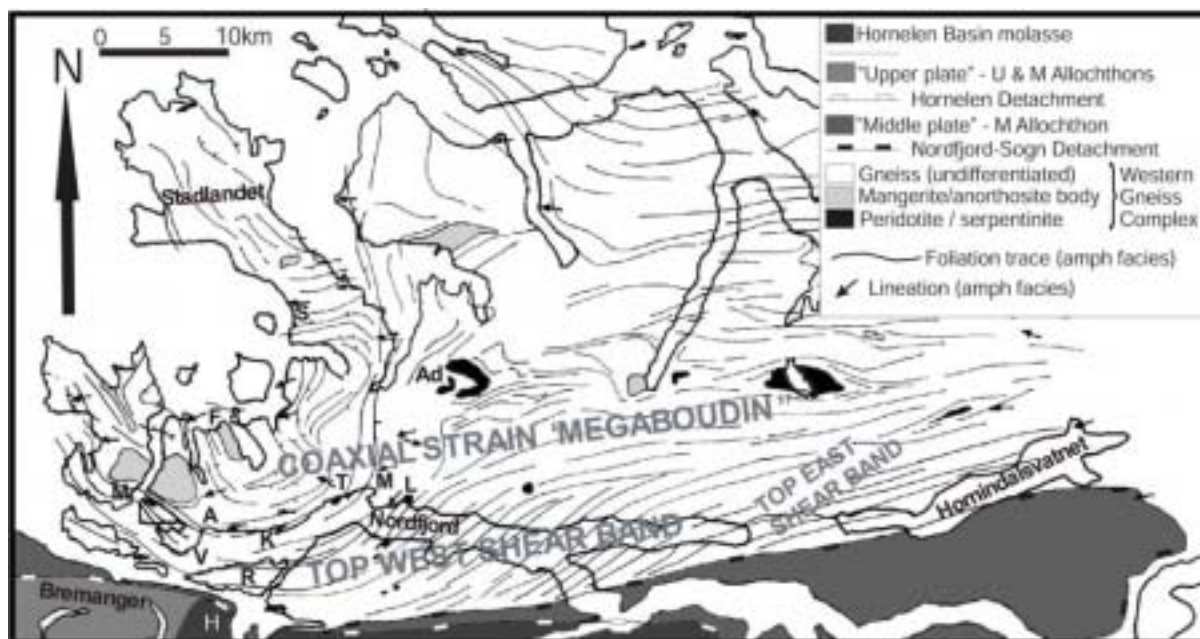 0 5 10km
N
Hornelen Basin molasse
"Upper plate" - U & M Allochthons
Hornelen Detachment
"Middle plate" - M Allochthon
Nordfjord-Sogn Detachment
Gneiss (undifferentiated)
Mangerite/anorthosite body
Peridotite / serpentinite
Western
Gneiss
Complex
Foliation trace (amph facies)
Lineation (amph facies)
Stadlandet
S
Ad
F
COAXIAL STRAIN "MEGABOUDIN"
M
T
M
L
A
K
V
R
Nordfjord
TOP WEST SHEAR BAND
TOP EAST
SHEAR BAND
Hornindalsvatnet
Bremanger
H